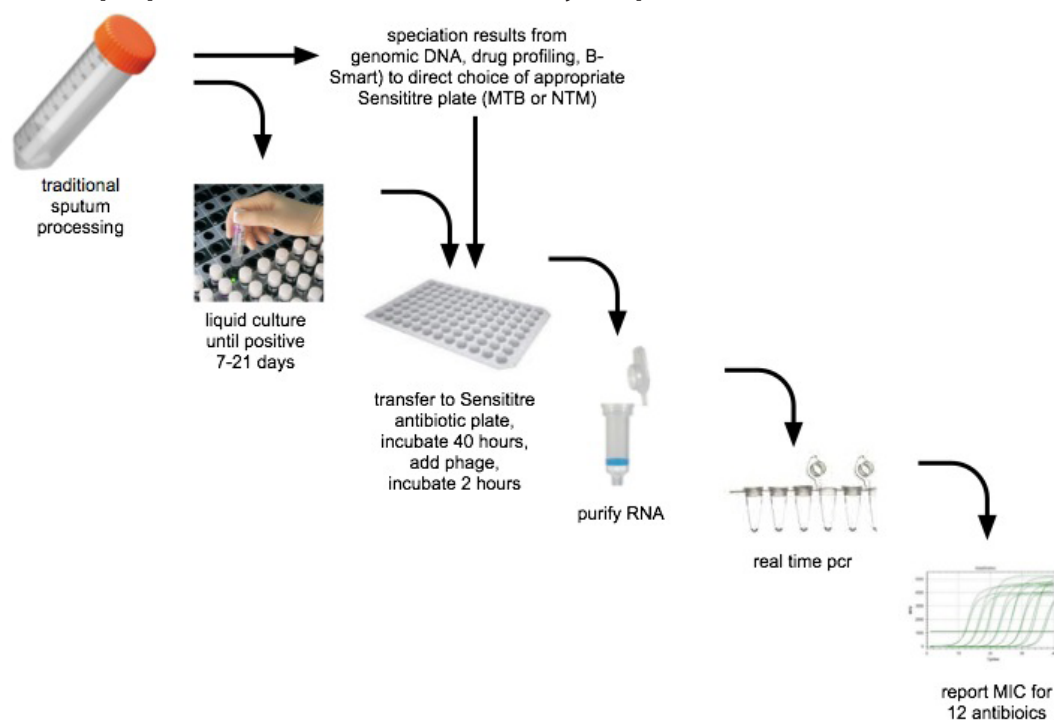 speciation results from
genomic DNA, drug profiling, B-
Smart) to direct choice of appropriate
Sensititre plate (MTB or NTM)
traditional
sputum
processing
liquid culture
until positive
7-21 days
transfer to Sensititre
antibiotic plate,
incubate 40 hours,
add phage,
incubate 2 hours
purify RNA
real time pcr
report MIC for
12 antibioics